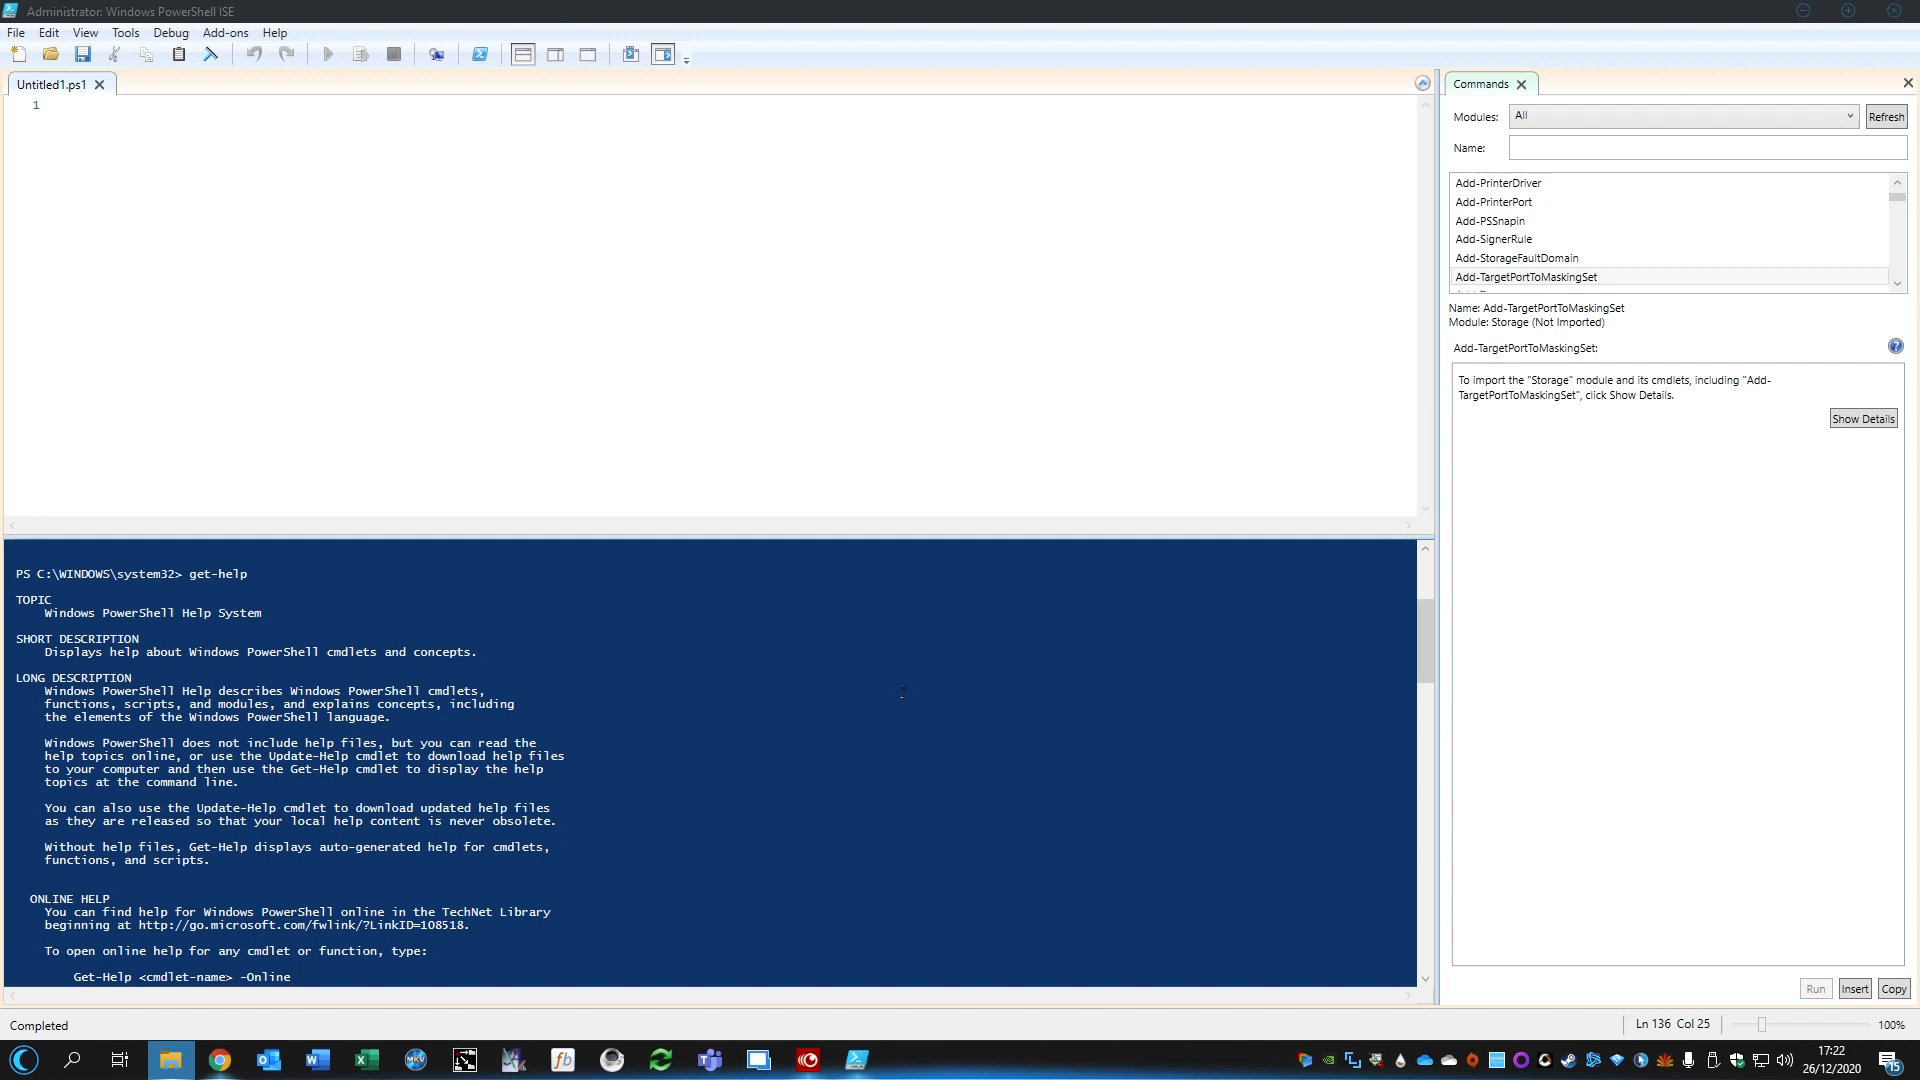 Administrator: Windows PowerShell ISE
File Edit View Tools Debug Add-ons Help
Untitled1.ps1
1
PS C:\WINDOWS\system32> get-help
TOPIC
Windows PowerShell Help System
SHORT DESCRIPTION
Displays help about Windows PowerShell cmdlets and concepts.
LONG DESCRIPTION
Windows PowerShell Help describes Windows PowerShell cmdlets,
functions, scripts, and modules, and explains concepts, including
the elements of the Windows PowerShell language.
Windows PowerShell does not include help files, but you can read the
help topics online, or use the Update-Help cmdlet to download help files
to your computer and then use the Get-Help cmdlet to display the help
topics at the command line.
You can also use the Update-Help cmdlet to download updated help files
as they are released so that your local help content is never obsolete.
Without help files, Get-Help displays auto-generated help for cmdlets,
functions, and scripts.
ONLINE HELP
You can find help for Windows PowerShell online in the TechNet Library
beginning at http://go.microsoft.com/fwlink/?LinkID=108518.
To open online help for any cmdlet or function, type:
Get-Help <cmdlet-name> -Online
Commands
Modules: All Refresh
Name:
Add-PrinterDriver
Add-PrinterPort
Add-PSSnapin
Add-SignerRule
Add-StorageFaultDomain
Add-TargetPortToMaskingSet
Name: Add-TargetPortToMaskingSet
Module: Storage (Not Imported)
Add-TargetPortToMaskingSet:
To import the "Storage" module and its cmdlets, including "Add-
TargetPortToMaskingSet", click Show Details.
Show Details
Run Insert Copy
Completed
Ln 136 Col 25
100%
MKV
fb
17:22
26/12/2020
15